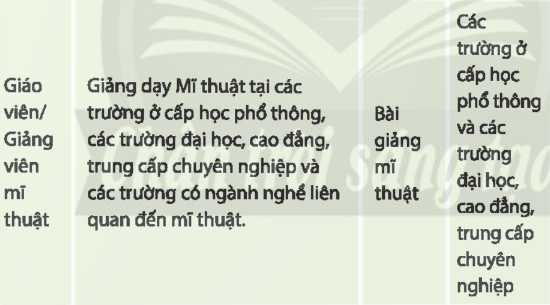 Giáo
viên/
Giảng
viên
mĩ
thuật
Giảng dạy Mĩ thuật tại các
trường ở cấp học phổ thông,
các trường đại học, cao đẳng,
trung cấp chuyên nghiệp và
các trường có ngành nghề liên
quan đến mĩ thuật.
Bài
giảng
mĩ
thuật
Các
trường ở
cấp học
phổ thông
và các
trường
đại học,
cao đẳng,
trung cấp
chuyên
nghiệp